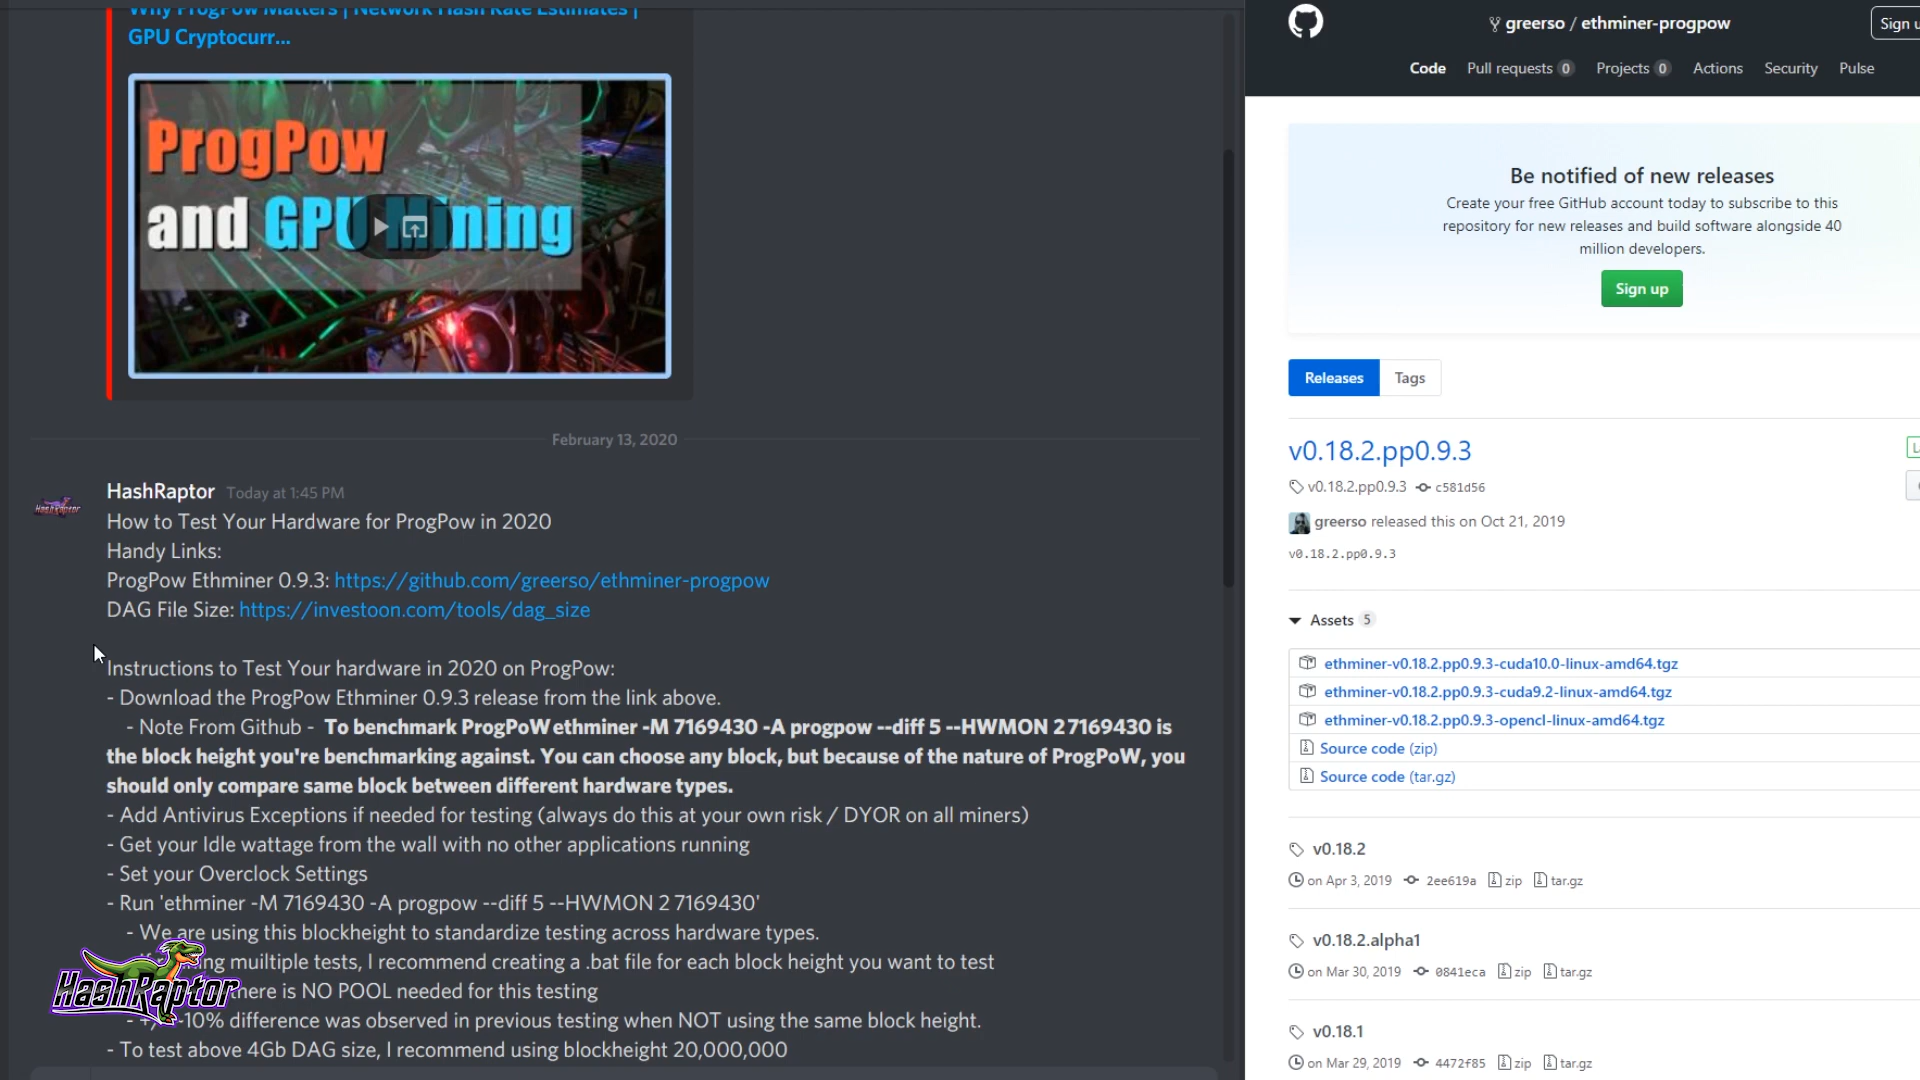 Why ProgPow Matters | Network Hash Rate Estimates |
GPU Cryptocurr...
ProgPow
and GPU Mining
February 13, 2020
HashRaptor Today at 1:45 PM
How to Test Your Hardware for ProgPow in 2020
Handy Links:
ProgPow Ethminer 0.9.3: https://github.com/greerso/ethminer-progpow
DAG File Size: https://investoon.com/tools/dag_size
Instructions to Test Your hardware in 2020 on ProgPow:
- Download the ProgPow Ethminer 0.9.3 release from the link above.
- Note From Github - To benchmark ProgPoW ethminer -M 7169430 -A progpow --diff 5 --HWMON 2 7169430 is
the block height you're benchmarking against. You can choose any block, but because of the nature of ProgPoW, you
should only compare same block between different hardware types.
- Add Antivirus Exceptions if needed for testing (always do this at your own risk / DYOR on all miners)
- Get your Idle wattage from the wall with no other applications running
- Set your Overclock Settings
- Run 'ethminer -M 7169430 -A progpow --diff 5 --HWMON 2 7169430'
- We are using this blockheight to standardize testing across hardware types.
muiltiple tests, I recommend creating a .bat file for each block height you want to test
here is NO POOL needed for this testing
-10% difference was observed in previous testing when NOT using the same block height.
- To test above 4Gb DAG size, I recommend using blockheight 20,000,000
HashRaptor
greerso / ethminer-progpow
Sign u
Code Pull requests 0 Projects 0 Actions Security Pulse
Be notified of new releases
Create your free GitHub account today to subscribe to this
repository for new releases and build software alongside 40
million developers.
Sign up
Releases Tags
v0.18.2.pp0.9.3
v0.18.2.pp0.9.3 c581d56
greerso released this on Oct 21, 2019
v0.18.2.pp0.9.3
Assets 5
ethminer-v0.18.2.pp0.9.3-cuda10.0-linux-amd64.tgz
ethminer-v0.18.2.pp0.9.3-cuda9.2-linux-amd64.tgz
ethminer-v0.18.2.pp0.9.3-opencl-linux-amd64.tgz
Source code (zip)
Source code (tar.gz)
v0.18.2
on Apr 3, 2019 2ee619a zip tar.gz
v0.18.2.alpha1
on Mar 30, 2019 0841eca zip tar.gz
v0.18.1
on Mar 29, 2019 4472f85 zip tar.gz